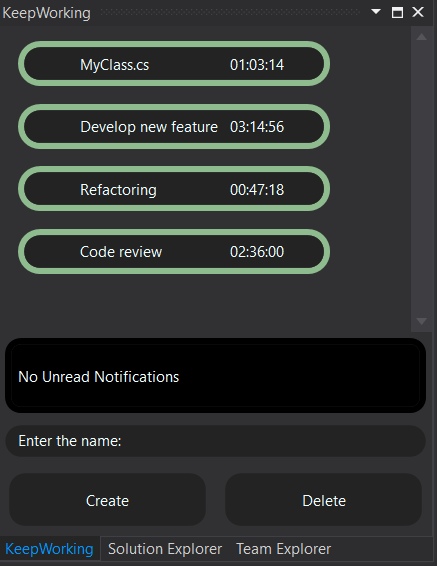 KeepWorking
MyClass.cs 01:03:14
Develop new feature 03:14:56
Refactoring 00:47:18
Code review 02:36:00
No Unread Notifications
Enter the name:
Create Delete
KeepWorking Solution Explorer Team Explorer